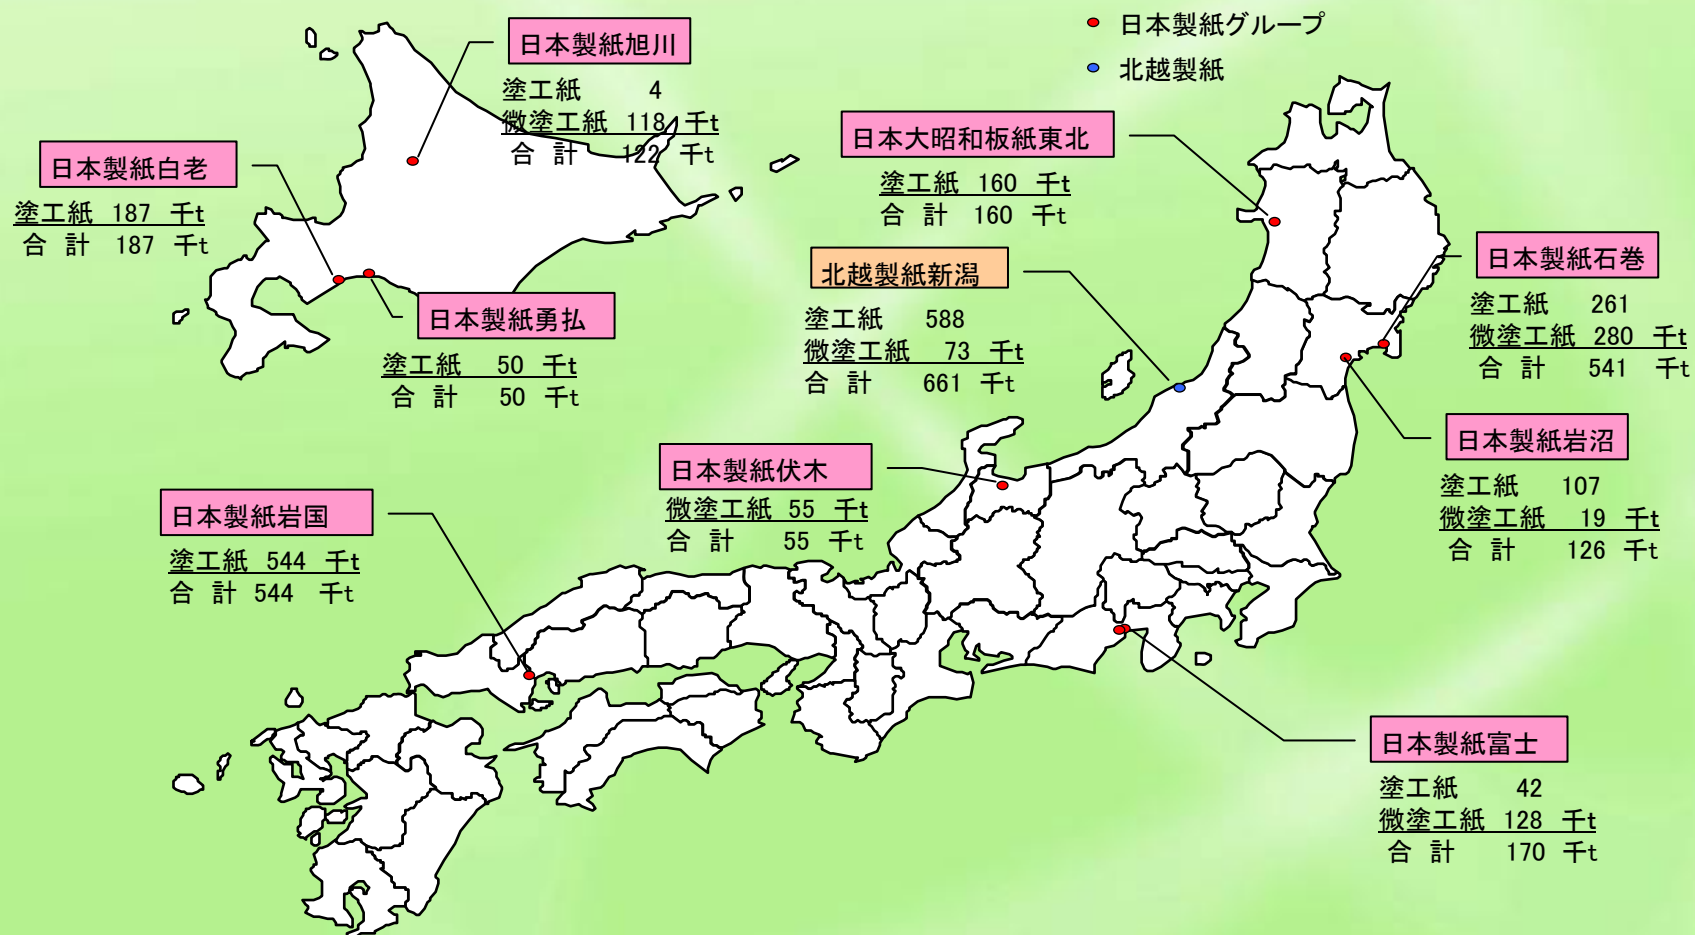 日本製紙グループ
北越製紙
日本製紙旭川
塗工紙 4
微塗工紙 118 千t
合 計 122 千t
日本製紙白老
塗工紙 187 千t
合 計 187 千t
日本製紙勇払
塗工紙 50 千t
合 計 50 千t
日本大昭和板紙東北
塗工紙 160 千t
合 計 160 千t
北越製紙新潟
塗工紙 588
微塗工紙 73 千t
合 計 661 千t
日本製紙石巻
塗工紙 261
微塗工紙 280 千t
合 計 541 千t
日本製紙岩沼
塗工紙 107
微塗工紙 19 千t
合 計 126 千t
日本製紙伏木
微塗工紙 55 千t
合 計 55 千t
日本製紙岩国
塗工紙 544 千t
合 計 544 千t
日本製紙富士
塗工紙 42
微塗工紙 128 千t
合 計 170 千t